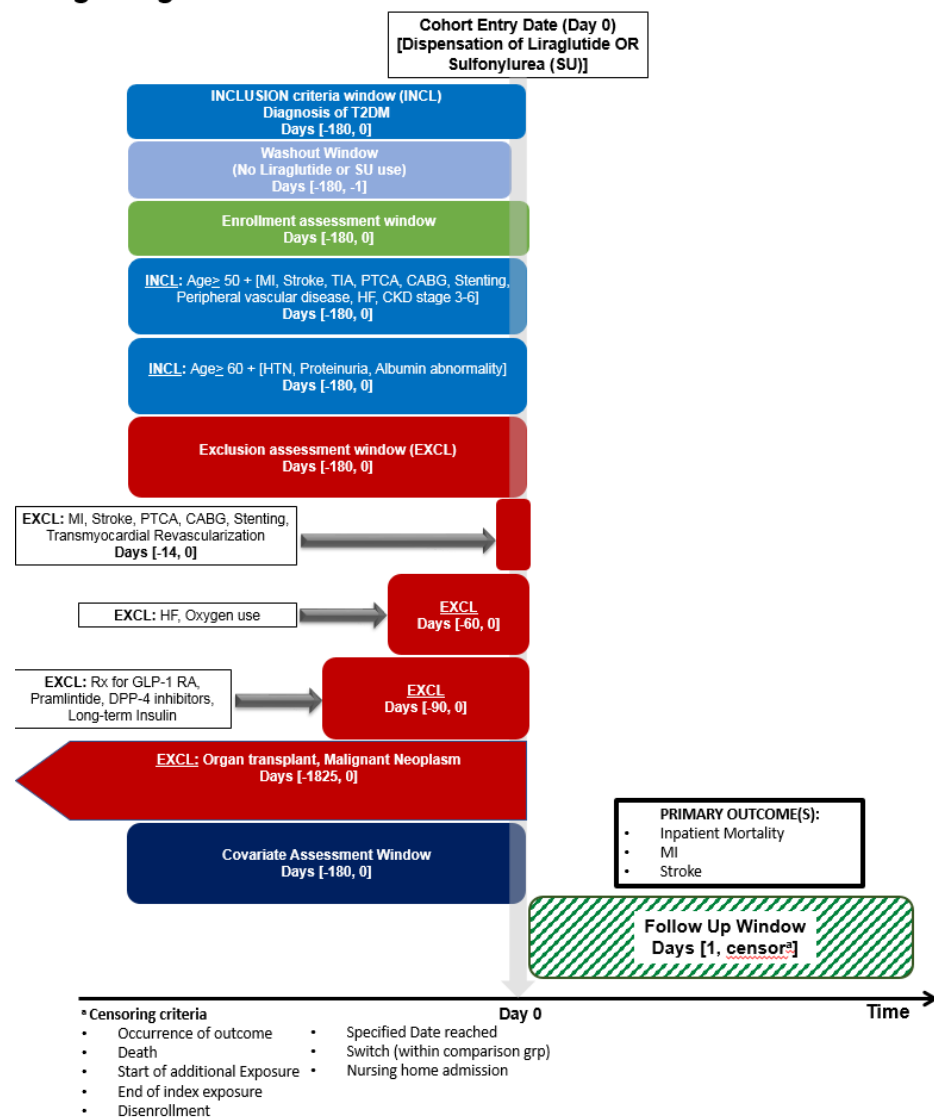 Cohort Entry Date (Day 0)
[Dispensation of Liraglutide OR
Sulfonylurea (SU)]
INCLUSION criteria window (INCL)
Diagnosis of T2DM
Days [-180, 0]
Washout Window
(No Liraglutide or SU use)
Days [-180, -1]
Enrollment assessment window
Days [-180, 0]
INCL: Age≥ 50 + [MI, Stroke, TIA, PTCA, CABG, Stenting,
Peripheral vascular disease, HF, CKD stage 3-6]
Days [-180, 0]
INCL: Age≥ 60 + [HTN, Proteinuria, Albumin abnormality]
Days [-180, 0]
Exclusion assessment window (EXCL)
Days [-180, 0]
EXCL: MI, Stroke, PTCA, CABG, Stenting,
Transmyocardial Revascularization
Days [-14, 0]
EXCL: HF, Oxygen use
EXCL
Days [-60, 0]
EXCL: Rx for GLP-1 RA,
Pramlintide, DPP-4 inhibitors,
Long-term Insulin
EXCL
Days [-90, 0]
EXCL: Organ transplant, Malignant Neoplasm
Days [-1825, 0]
Covariate Assessment Window
Days [-180, 0]
PRIMARY OUTCOME(S):
• Inpatient Mortality
• MI
• Stroke
Follow Up Window
Days [1, censorᵃ]
Day 0
Time
ᵃ Censoring criteria
• Occurrence of outcome
• Death
• Start of additional Exposure
• End of index exposure
• Disenrollment
• Specified Date reached
• Switch (within comparison grp)
• Nursing home admission